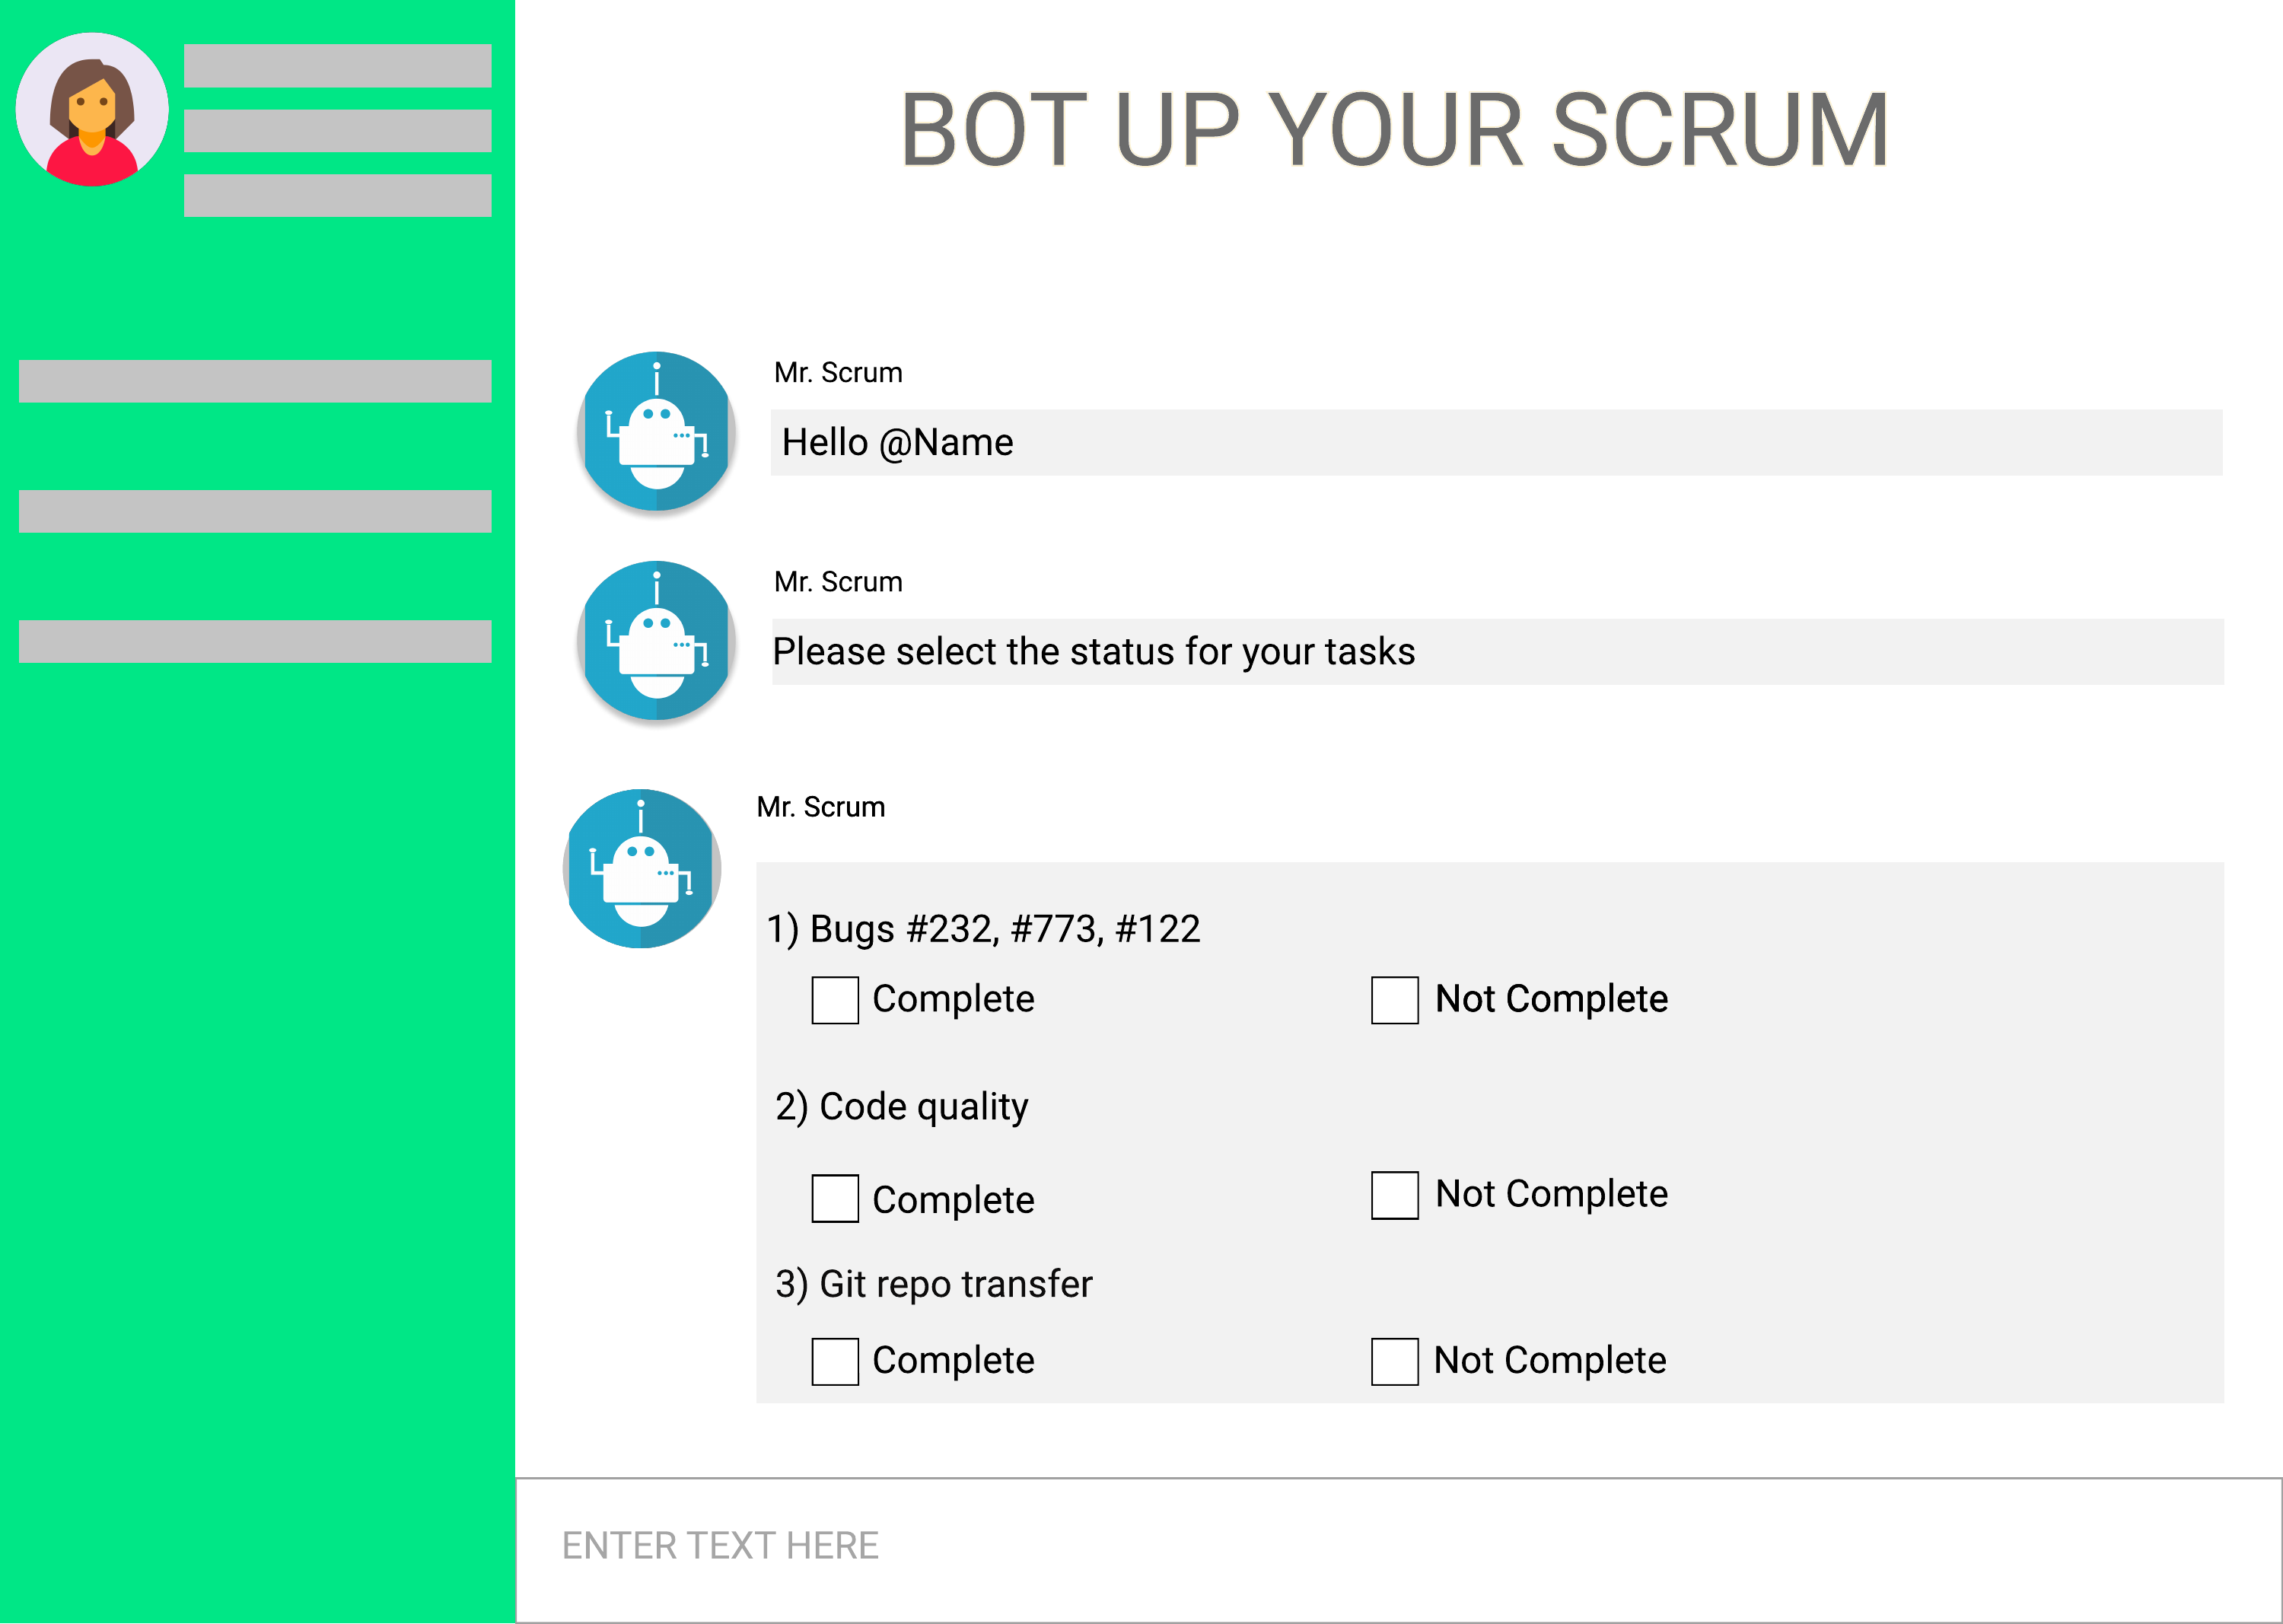 BOT UP YOUR SCRUM
Mr. Scrum
Hello @Name
Mr. Scrum
Please select the status for your tasks
Mr. Scrum
1) Bugs #232, #773, #122
Complete Not Complete
2) Code quality
Complete Not Complete
3) Git repo transfer
Complete Not Complete
ENTER TEXT HERE